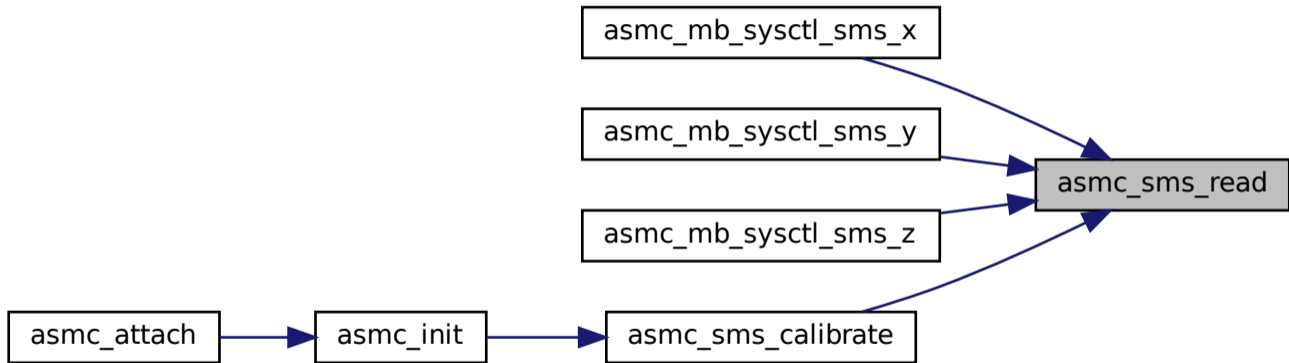 asmc_mb_sysctl_sms_x
asmc_mb_sysctl_sms_y
asmc_sms_read
asmc_mb_sysctl_sms_z
asmc_attach
asmc_init
asmc_sms_calibrate